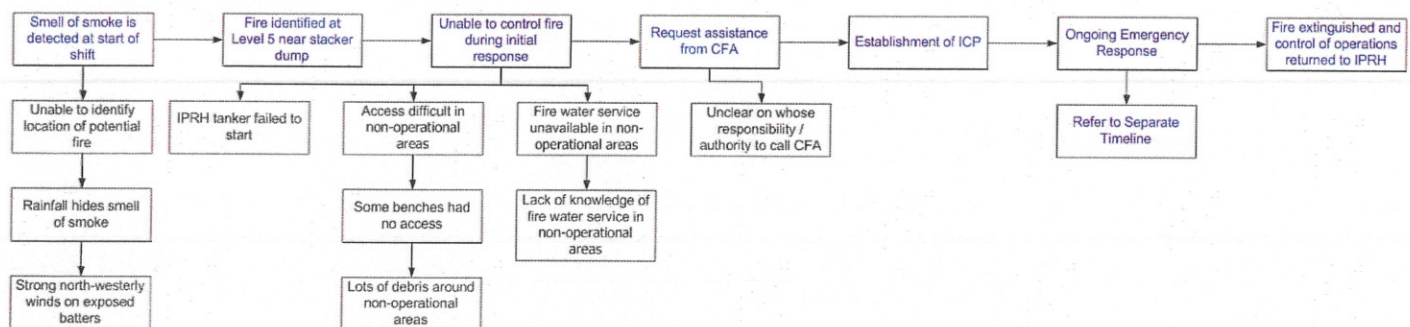 Smell of smoke is
detected at start of
shift
Fire identified at
Level 5 near stacker
dump
Unable to control fire
during initial
response
Request assistance
from CFA
Establishment of ICP
Ongoing Emergency
Response
Fire extinguished and
control of operations
returned to IPRH
Unable to identify
location of potential
fire
IPRH tanker failed to
start
Access difficult in
non-operational
areas
Fire water service
unavailable in non-
operational areas
Unclear on whose
responsibility /
authority to call CFA
Refer to Separate
Timeline
Rainfall hides smell
of smoke
Some benches had
no access
Lack of knowledge of
fire water service in
non-operational
areas
Strong north-westerly
winds on exposed
batters
Lots of debris around
non-operational
areas